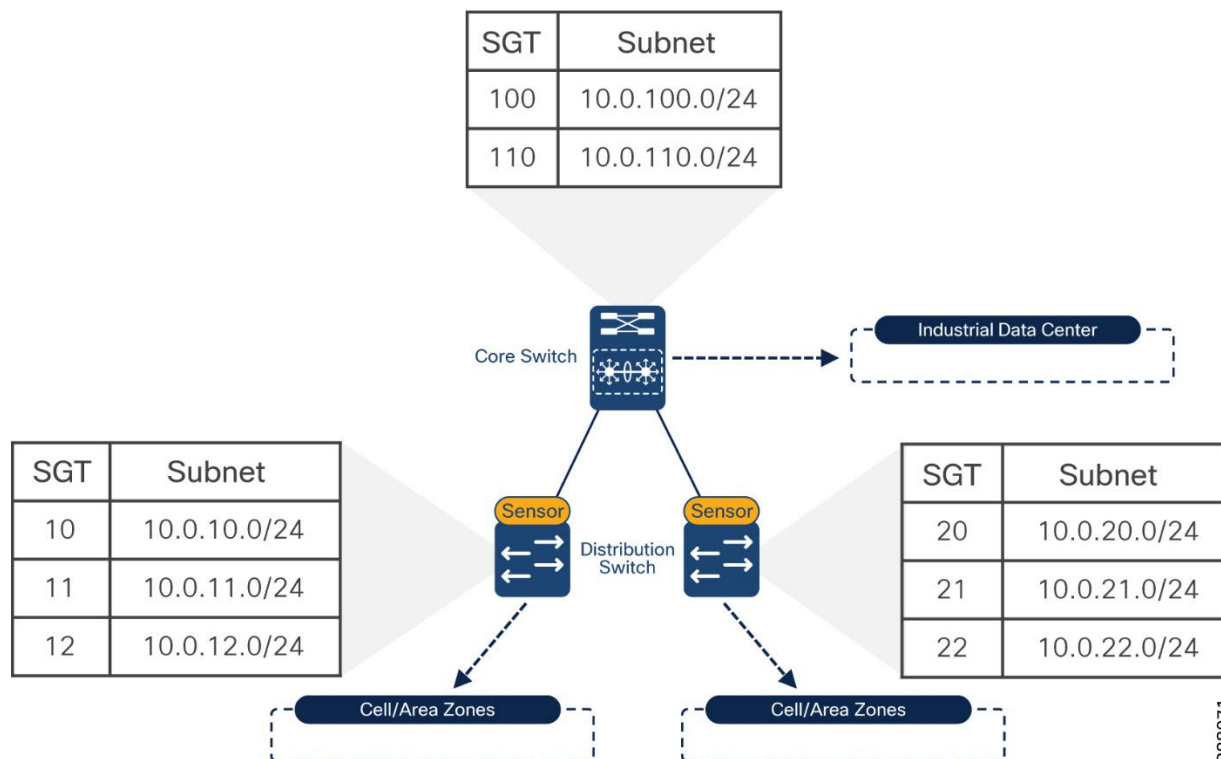 SGT Subnet
100 10.0.100.0/24
110 10.0.110.0/24
Core Switch
Industrial Data Center
SGT Subnet
10 10.0.10.0/24
11 10.0.11.0/24
12 10.0.12.0/24
Sensor
Sensor
Distribution
Switch
SGT Subnet
20 10.0.20.0/24
21 10.0.21.0/24
22 10.0.22.0/24
Cell/Area Zones
Cell/Area Zones